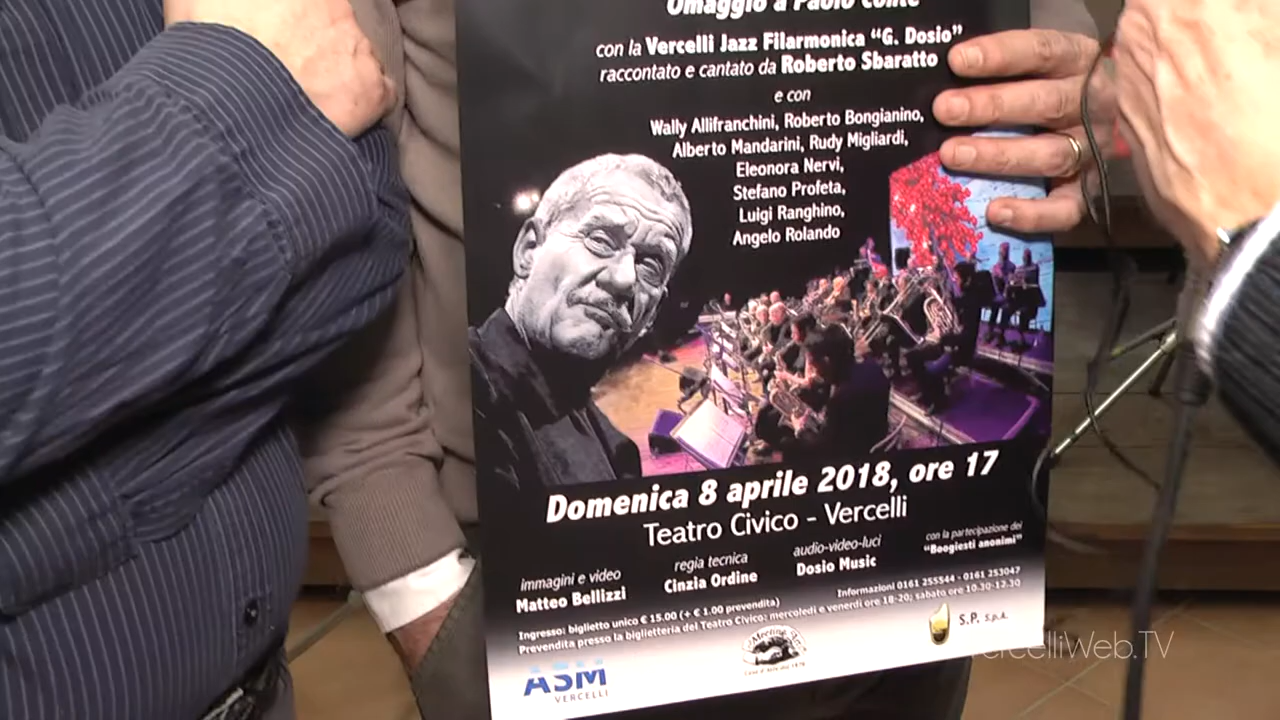 Omaggio a Paolo Conte
con la Vercelli Jazz Filarmonica “G. Dosio”
raccontato e cantato da Roberto Sbaratto
e con
Wally Allifranchini, Roberto Bongianino,
Alberto Mandarini, Rudy Migliardi,
Eleonora Nervi,
Stefano Profeta,
Luigi Ranghino,
Angelo Rolando
Domenica 8 aprile 2018, ore 17
Teatro Civico - Vercelli
immagini e video
Matteo Bellizzi
regia tecnica
Cinzia Ordine
audio-video-luci
Dosio Music
con la partecipazione dei
“Boogiesti anonimi”
Informazioni 0161 255544 - 0161 253047
Ingresso: biglietto unico € 15.00 (+ € 1.00 prevendita)
Prevendita presso la biglietteria del Teatro Civico: mercoledì e venerdì ore 18-20; sabato ore 10.30-12.30
ASM
VERCELLI
S.P. S.p.A.
ercelliWeb.TV